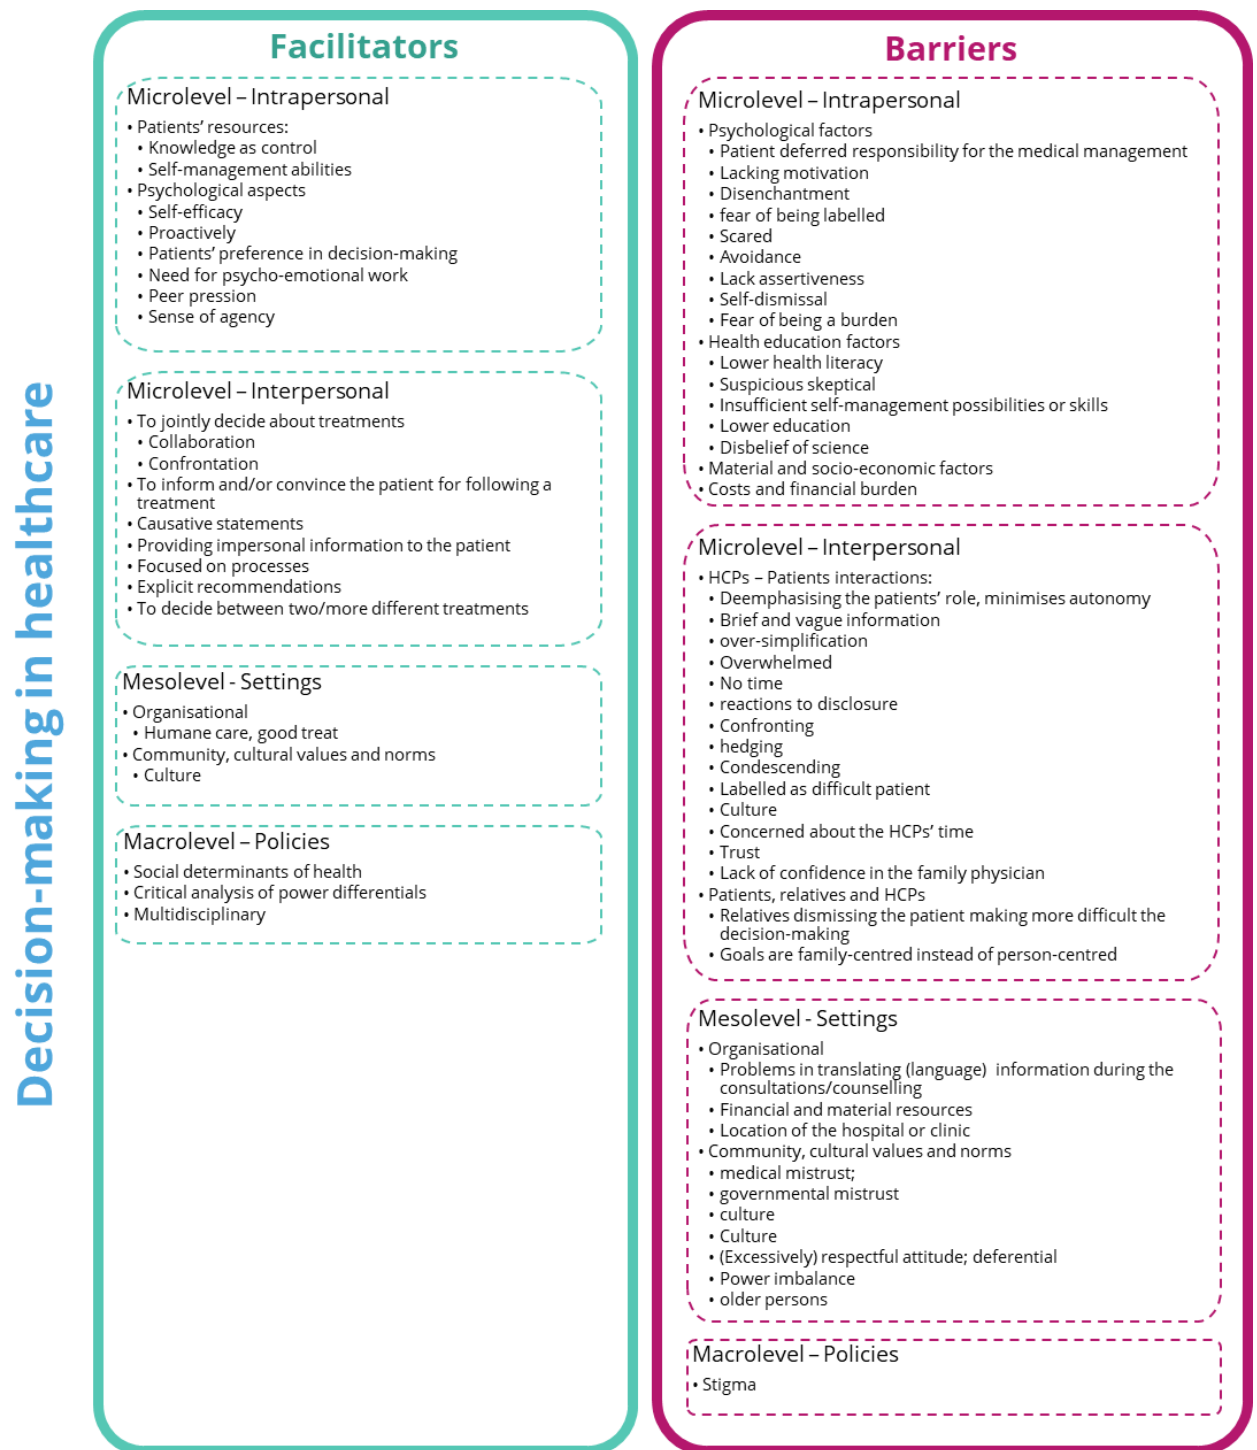 Decision-making in healthcare
Facilitators
Microlevel – Intrapersonal
• Patients’ resources:
• Knowledge as control
• Self-management abilities
• Psychological aspects
• Self-efficacy
• Proactively
• Patients’ preference in decision-making
• Need for psycho-emotional work
• Peer pression
• Sense of agency
Microlevel – Interpersonal
• To jointly decide about treatments
• Collaboration
• Confrontation
• To inform and/or convince the patient for following a
treatment
• Causative statements
• Providing impersonal information to the patient
• Focused on processes
• Explicit recommendations
• To decide between two/more different treatments
Mesolevel - Settings
• Organisational
• Humane care, good treat
• Community, cultural values and norms
• Culture
Macrolevel – Policies
• Social determinants of health
• Critical analysis of power differentials
• Multidisciplinary
Barriers
Microlevel – Intrapersonal
• Psychological factors
• Patient deferred responsibility for the medical management
• Lacking motivation
• Disenchantment
• fear of being labelled
• Scared
• Avoidance
• Lack assertiveness
• Self-dismissal
• Fear of being a burden
• Health education factors
• Lower health literacy
• Suspicious skeptical
• Insufficient self-management possibilities or skills
• Lower education
• Disbelief of science
• Material and socio-economic factors
• Costs and financial burden
Microlevel – Interpersonal
• HCPs – Patients interactions:
• Deemphasising the patients’ role, minimises autonomy
• Brief and vague information
• over-simplification
• Overwhelmed
• No time
• reactions to disclosure
• Confronting
• hedging
• Condescending
• Labelled as difficult patient
• Culture
• Concerned about the HCPs’ time
• Trust
• Lack of confidence in the family physician
• Patients, relatives and HCPs
• Relatives dismissing the patient making more difficult the
decision-making
• Goals are family-centred instead of person-centred
Mesolevel - Settings
• Organisational
• Problems in translating (language) information during the
consultations/counselling
• Financial and material resources
• Location of the hospital or clinic
• Community, cultural values and norms
• medical mistrust;
• governmental mistrust
• culture
• Culture
• (Excessively) respectful attitude; deferential
• Power imbalance
• older persons
Macrolevel – Policies
• Stigma